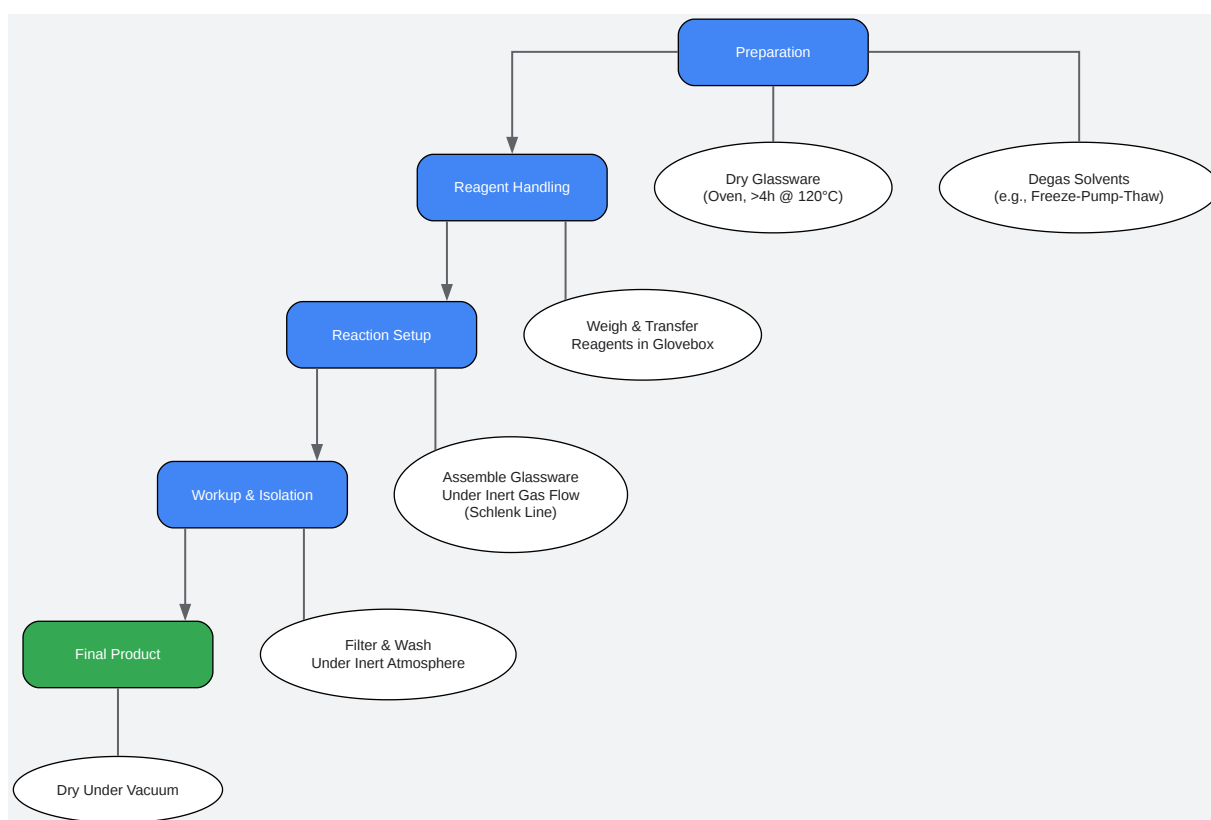 Preparation
Dry Glassware
(Oven, >4h @ 120°C)
Degas Solvents
(e.g., Freeze-Pump-Thaw)
Reagent Handling
Weigh & Transfer
Reagents in Glovebox
Reaction Setup
Assemble Glassware
Under Inert Gas Flow
(Schlenk Line)
Workup & Isolation
Filter & Wash
Under Inert Atmosphere
Final Product
Dry Under Vacuum